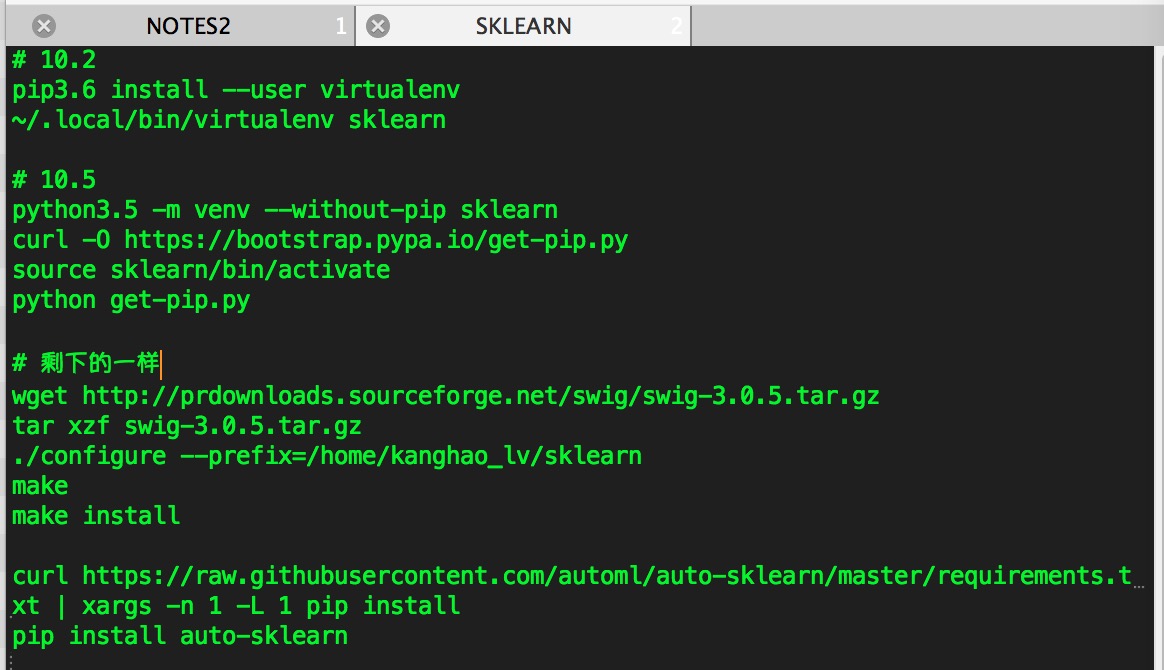 NOTES2 1 SKLEARN 2
# 10.2
pip3.6 install --user virtualenv
~/.local/bin/virtualenv sklearn
# 10.5
python3.5 -m venv --without-pip sklearn
curl -O https://bootstrap.pypa.io/get-pip.py
source sklearn/bin/activate
python get-pip.py
# 剩下的一样
wget http://prdownloads.sourceforge.net/swig/swig-3.0.5.tar.gz
tar xzf swig-3.0.5.tar.gz
./configure --prefix=/home/kanghao_lv/sklearn
make
make install
curl https://raw.githubusercontent.com/automl/auto-sklearn/master/requirements.t
xt | xargs -n 1 -L 1 pip install
pip install auto-sklearn